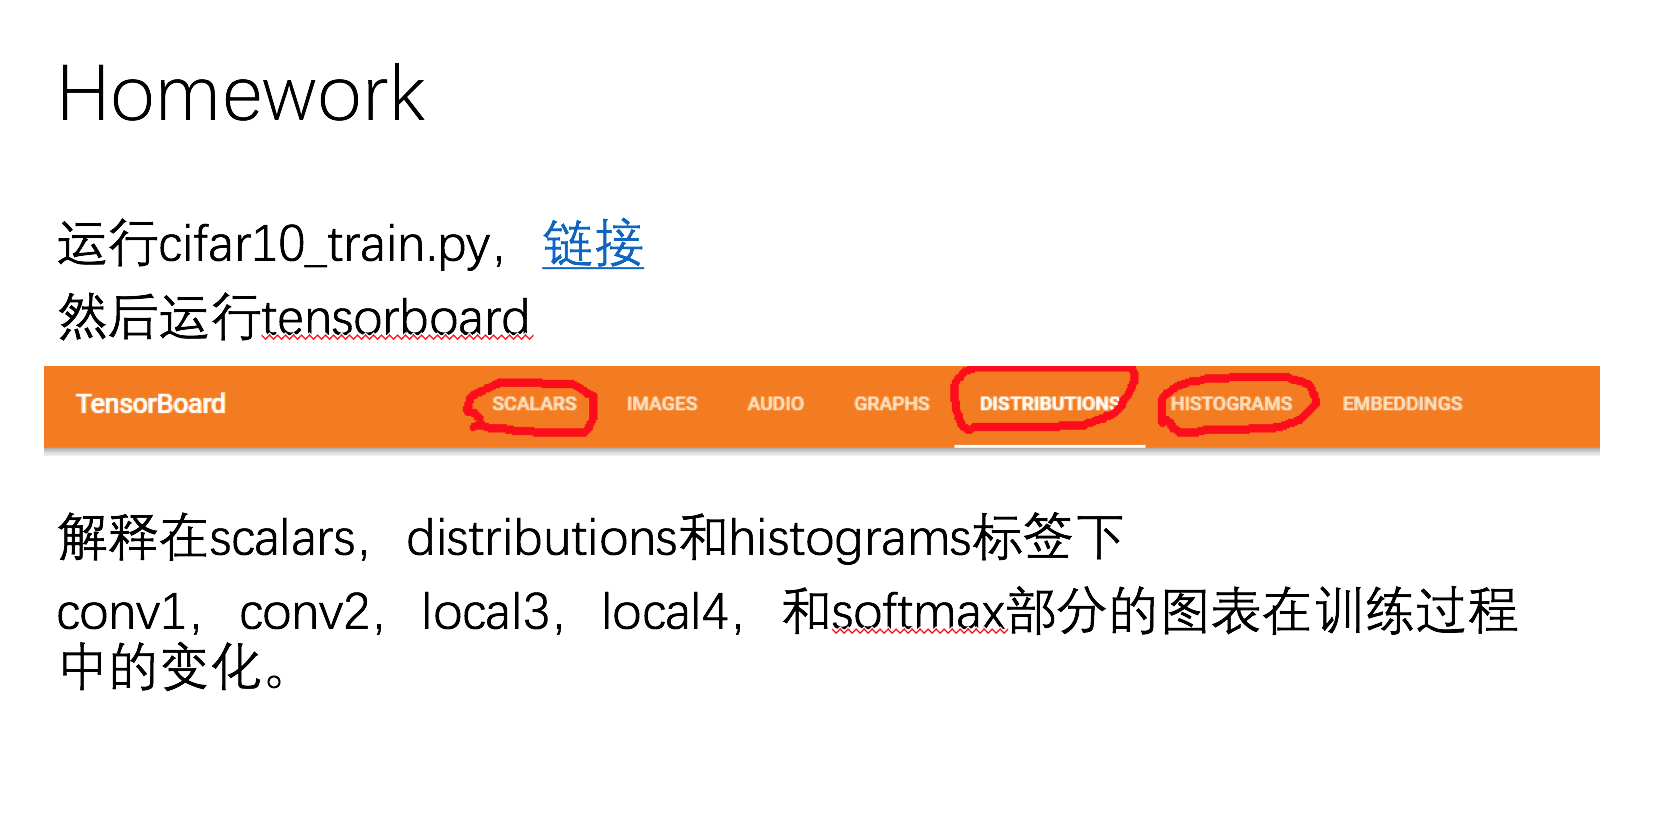 Homework
运行cifar10_train.py，链接
然后运行tensorboard
TensorBoard SCALARS IMAGES AUDIO GRAPHS DISTRIBUTIONS HISTOGRAMS EMBEDDINGS
解释在scalars，distributions和histograms标签下
conv1，conv2，local3，local4，和softmax部分的图表在训练过程
中的变化。